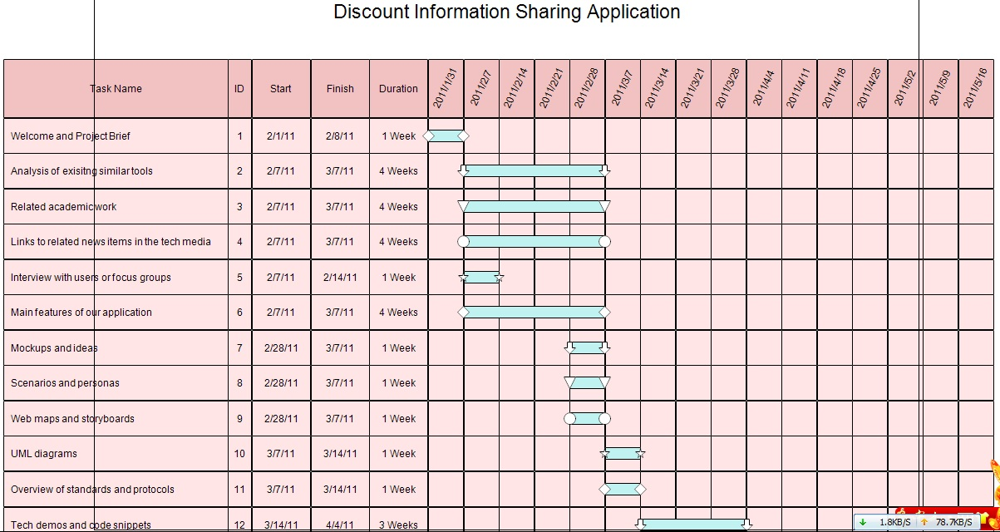 Discount Information Sharing Application
Task Name ID Start Finish Duration 2011/1/31 2011/2/7 2011/2/14 2011/2/21 2011/2/28 2011/3/7 2011/3/14 2011/3/21 2011/3/28 2011/4/4 2011/4/11 2011/4/18 2011/4/25 2011/5/2 2011/5/9 2011/5/16
Welcome and Project Brief 1 2/1/11 2/8/11 1 Week
Analysis of exisitng similar tools 2 2/7/11 3/7/11 4 Weeks
Related academic work 3 2/7/11 3/7/11 4 Weeks
Links to related news items in the tech media 4 2/7/11 3/7/11 4 Weeks
Interview with users or focus groups 5 2/7/11 2/14/11 1 Week
Main features of our application 6 2/7/11 3/7/11 4 Weeks
Mockups and ideas 7 2/28/11 3/7/11 1 Week
Scenarios and personas 8 2/28/11 3/7/11 1 Week
Web maps and storyboards 9 2/28/11 3/7/11 1 Week
UML diagrams 10 3/7/11 3/14/11 1 Week
Overview of standards and protocols 11 3/7/11 3/14/11 1 Week
Tech demos and code snippets 12 3/14/11 4/4/11 3 Weeks
1.8KB/S 78.7KB/S